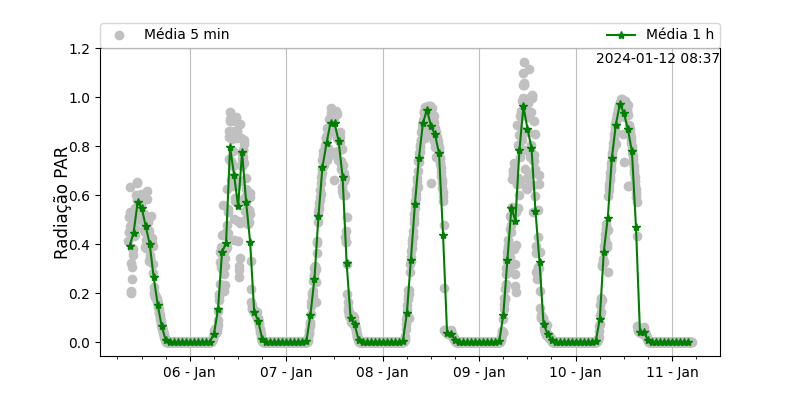 Média 5 min
Média 1 h
2024-01-12 08:37
1.2
1.0
0.8
0.6
0.4
0.2
0.0
Radiação PAR
06 - Jan
07 - Jan
08 - Jan
09 - Jan
10 - Jan
11 - Jan